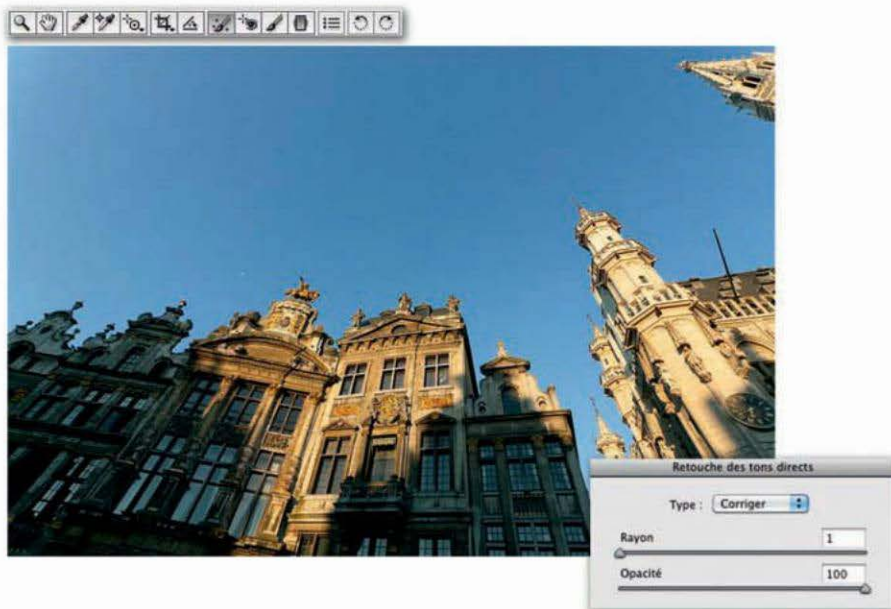 Retouche des tons directs
Type : Corriger
Rayon 1
Opacité 100